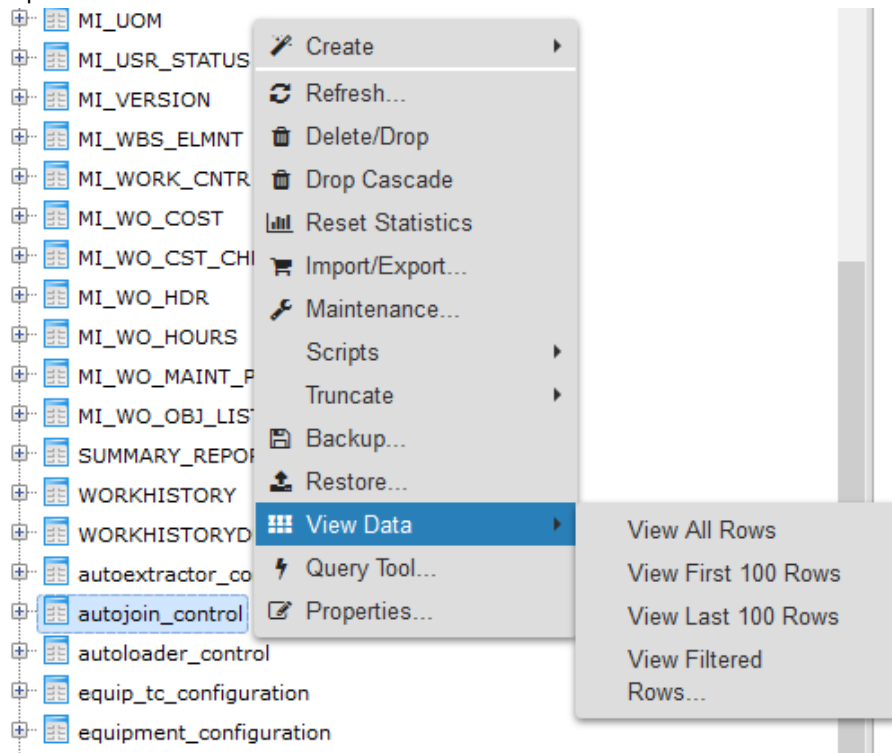 MI_UOM
MI_USR_STATUS
MI_VERSION
MI_WBS_ELMNT
MI_WORK_CNTR
MI_WO_COST
MI_WO_CST_CH
MI_WO_HDR
MI_WO_HOURS
MI_WO_MAINT_P
MI_WO_OBJ_LIST
SUMMARY_REPO
WORKHISTORY
WORKHISTORYD
autoextractor_co
autojoin_control
autoloader_control
equip_tc_configuration
equipment_configuration
Create
Refresh...
Delete/Drop
Drop Cascade
Reset Statistics
Import/Export...
Maintenance...
Scripts
Truncate
Backup...
Restore...
View Data
Query Tool...
Properties...
View All Rows
View First 100 Rows
View Last 100 Rows
View Filtered
Rows...